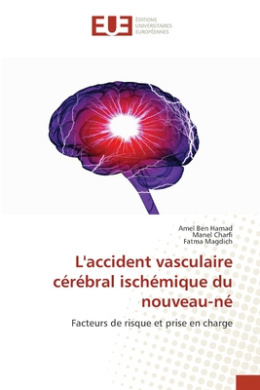 EUE
ÉDITIONS
UNIVERSITAIRES
EUROPÉENNES
Amel Ben Hamad
Manel Charfi
Fatma Magdich
L'accident vasculaire
cérébral ischémique du
nouveau-né
Facteurs de risque et prise en charge